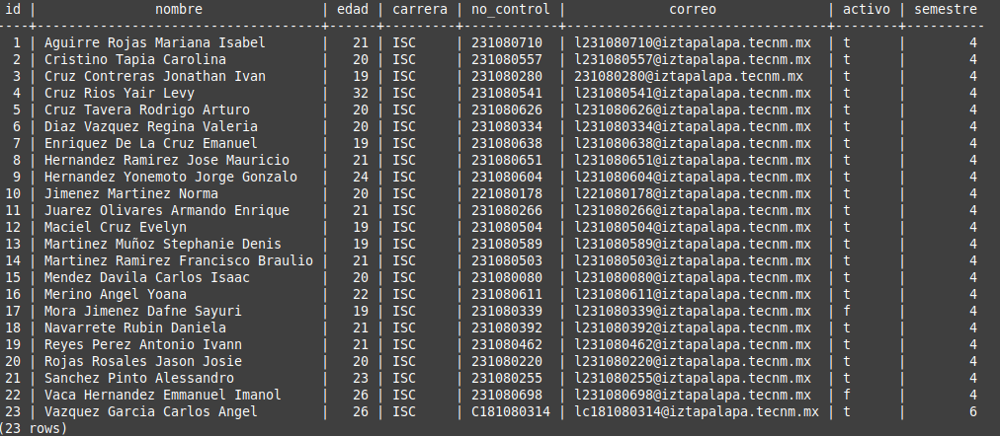 id | nombre | edad | carrera | no_control | correo | activo | semestre
----+-----------------------------------+------+---------+------------+---------------------------------+--------+----------
1 | Aguirre Rojas Mariana Isabel | 21 | ISC | 231080710 | l231080710@iztapalapa.tecnm.mx | t | 4
2 | Cristino Tapia Carolina | 20 | ISC | 231080557 | l231080557@iztapalapa.tecnm.mx | t | 4
3 | Cruz Contreras Jonathan Ivan | 19 | ISC | 231080280 | 231080280@iztapalapa.tecnm.mx | t | 4
4 | Cruz Rios Yair Levy | 32 | ISC | 231080541 | l231080541@iztapalapa.tecnm.mx | t | 4
5 | Cruz Tavera Rodrigo Arturo | 20 | ISC | 231080626 | l231080626@iztapalapa.tecnm.mx | t | 4
6 | Diaz Vazquez Regina Valeria | 20 | ISC | 231080334 | l231080334@iztapalapa.tecnm.mx | t | 4
7 | Enriquez De La Cruz Emanuel | 19 | ISC | 231080638 | l231080638@iztapalapa.tecnm.mx | t | 4
8 | Hernandez Ramirez Jose Mauricio | 21 | ISC | 231080651 | l231080651@iztapalapa.tecnm.mx | t | 4
9 | Hernandez Yonemoto Jorge Gonzalo | 24 | ISC | 231080604 | l231080604@iztapalapa.tecnm.mx | t | 4
10 | Jimenez Martinez Norma | 20 | ISC | 221080178 | l221080178@iztapalapa.tecnm.mx | t | 4
11 | Juarez Olivares Armando Enrique | 21 | ISC | 231080266 | l231080266@iztapalapa.tecnm.mx | t | 4
12 | Maciel Cruz Evelyn | 19 | ISC | 231080504 | l231080504@iztapalapa.tecnm.mx | t | 4
13 | Martinez Muñoz Stephanie Denis | 19 | ISC | 231080589 | l231080589@iztapalapa.tecnm.mx | t | 4
14 | Martinez Ramirez Francisco Braulio | 21 | ISC | 231080503 | l231080503@iztapalapa.tecnm.mx | t | 4
15 | Mendez Davila Carlos Isaac | 20 | ISC | 231080080 | l231080080@iztapalapa.tecnm.mx | t | 4
16 | Merino Angel Yoana | 22 | ISC | 231080611 | l231080611@iztapalapa.tecnm.mx | t | 4
17 | Mora Jimenez Dafne Sayuri | 19 | ISC | 231080339 | l231080339@iztapalapa.tecnm.mx | f | 4
18 | Navarrete Rubin Daniela | 21 | ISC | 231080392 | l231080392@iztapalapa.tecnm.mx | t | 4
19 | Reyes Perez Antonio Ivann | 21 | ISC | 231080462 | l231080462@iztapalapa.tecnm.mx | t | 4
20 | Rojas Rosales Jason Josie | 20 | ISC | 231080220 | l231080220@iztapalapa.tecnm.mx | t | 4
21 | Sanchez Pinto Alessandro | 23 | ISC | 231080255 | l231080255@iztapalapa.tecnm.mx | t | 4
22 | Vaca Hernandez Emmanuel Imanol | 26 | ISC | 231080698 | l231080698@iztapalapa.tecnm.mx | f | 4
23 | Vazquez Garcia Carlos Angel | 26 | ISC | C181080314 | lc181080314@iztapalapa.tecnm.mx | t | 6
(23 rows)